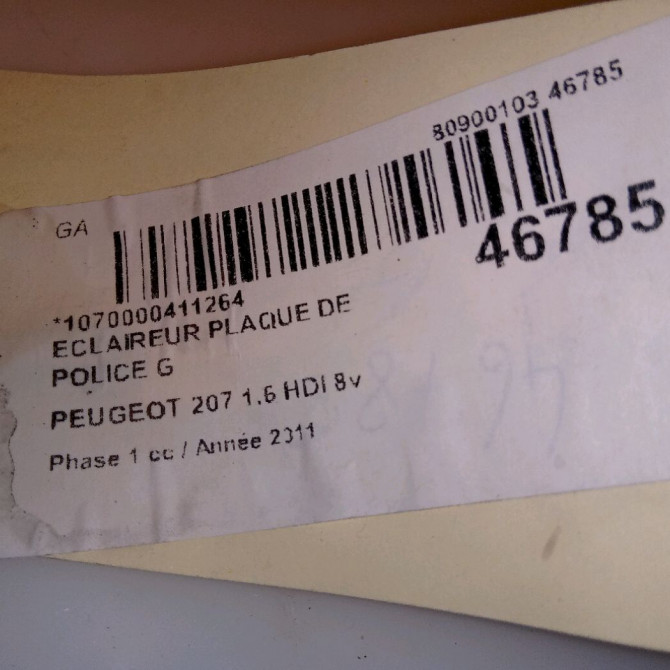 80900103 46785
GA
46785
*1070000411264
ECLAIREUR PLAQUE DE
POLICE G
PEUGEOT 207 1.6 HDI 8v
Phase 1 cc / Année 2011